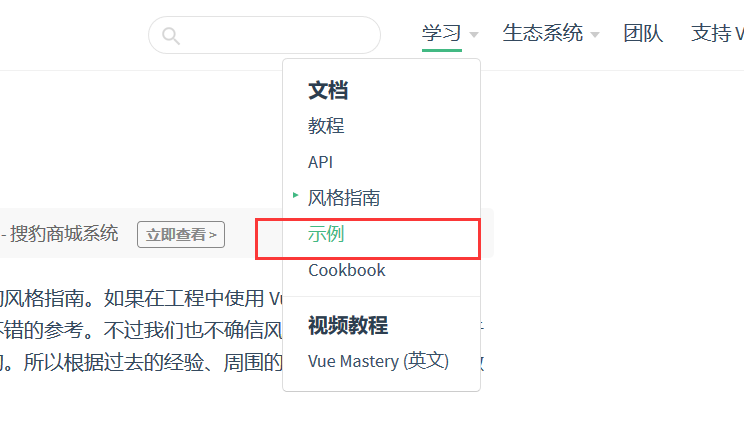 学习 生态系统 团队 支持 V
文档
教程
API
风格指南
示例
Cookbook
视频教程
Vue Mastery (英文)
- 搜豹商城系统 立即查看 >
的风格指南。如果在工程中使用 Vu
不错的参考。不过我们也不确信风
的。所以根据过去的经验、周围的